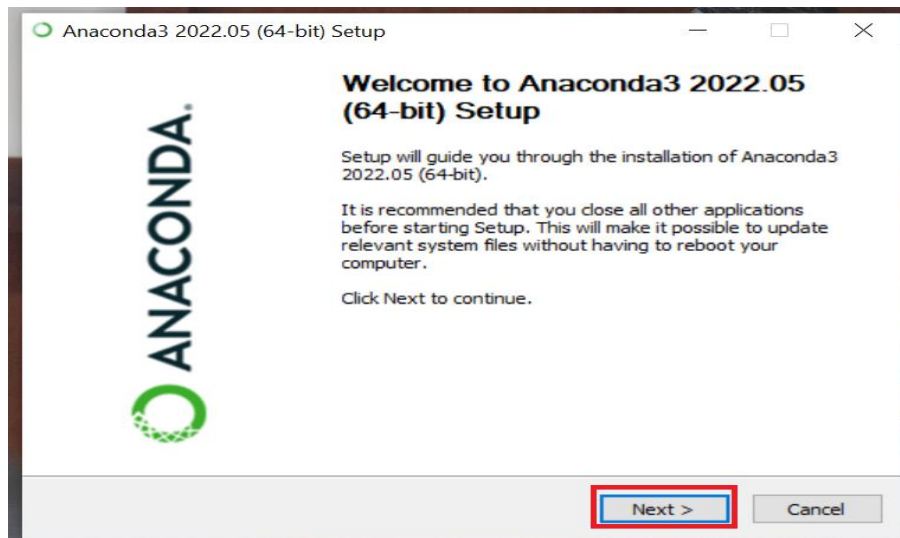 Anaconda3 2022.05 (64-bit) Setup
ANACONDA.
Welcome to Anaconda3 2022.05
(64-bit) Setup
Setup will guide you through the installation of Anaconda3
2022.05 (64-bit).
It is recommended that you close all other applications
before starting Setup. This will make it possible to update
relevant system files without having to reboot your
computer.
Click Next to continue.
Next >
Cancel